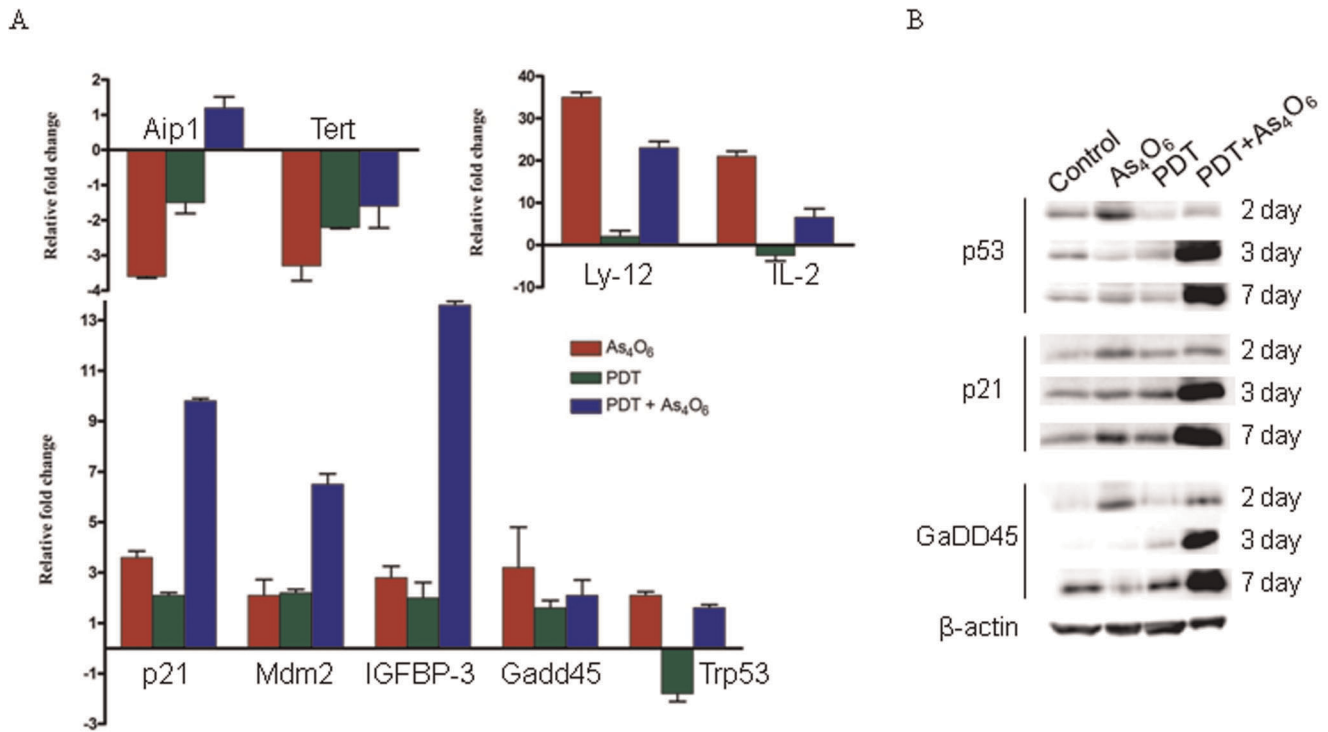 A
Relative fold change
2
1
0
-1
-2
-3
-4
Aip1
Tert
Relative fold change
40
30
20
10
0
-10
Ly-12
IL-2
Relative fold change
13
11
9
7
5
3
1
-1
-3
As₄O₆
PDT
PDT + As₄O₆
p21
Mdm2
IGFBP-3
Gadd45
Trp53
B
Control
As₄O₆
PDT
PDT+As₄O₆
p53
2 day
3 day
7 day
p21
2 day
3 day
7 day
GaDD45
2 day
3 day
7 day
β-actin